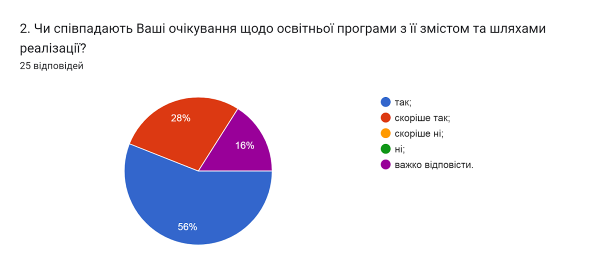 2. Чи співпадають Ваші очікування щодо освітньої програми з її змістом та шляхами
реалізації?
25 відповідей
так;
скоріше так;
скоріше ні;
ні;
важко відповісти.
28%
16%
56%